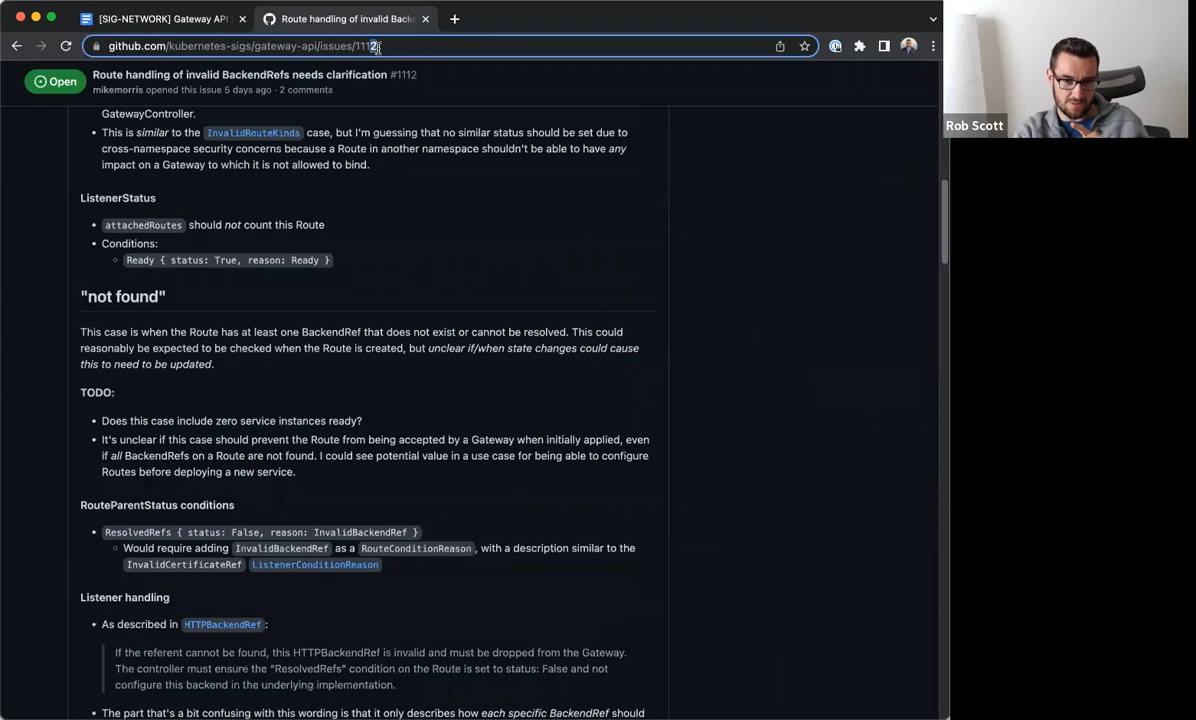 [SIG-NETWORK] Gateway API
Route handling of invalid Backe
github.com/kubernetes-sigs/gateway-api/issues/1112
Open
Route handling of invalid BackendRefs needs clarification #1112
mikemorris opened this issue 5 days ago · 2 comments
GatewayController.
• This is similar to the InvalidRouteKinds case, but I'm guessing that no similar status should be set due to
cross-namespace security concerns because a Route in another namespace shouldn't be able to have any
impact on a Gateway to which it is not allowed to bind.
ListenerStatus
• attachedRoutes should not count this Route
• Conditions:
○ Ready { status: True, reason: Ready }
"not found"
This case is when the Route has at least one BackendRef that does not exist or cannot be resolved. This could
reasonably be expected to be checked when the Route is created, but unclear if/when state changes could cause
this to need to be updated.
TODO:
• Does this case include zero service instances ready?
• It's unclear if this case should prevent the Route from being accepted by a Gateway when initially applied, even
if all BackendRefs on a Route are not found. I could see potential value in a use case for being able to configure
Routes before deploying a new service.
RouteParentStatus conditions
• ResolvedRefs { status: False, reason: InvalidBackendRef }
○ Would require adding InvalidBackendRef as a RouteConditionReason, with a description similar to the
InvalidCertificateRef ListenerConditionReason
Listener handling
• As described in HTTPBackendRef:
If the referent cannot be found, this HTTPBackendRef is invalid and must be dropped from the Gateway.
The controller must ensure the "ResolvedRefs" condition on the Route is set to status: False and not
configure this backend in the underlying implementation.
• The part that's a bit confusing with this wording is that it only describes how each specific BackendRef should
Rob Scott